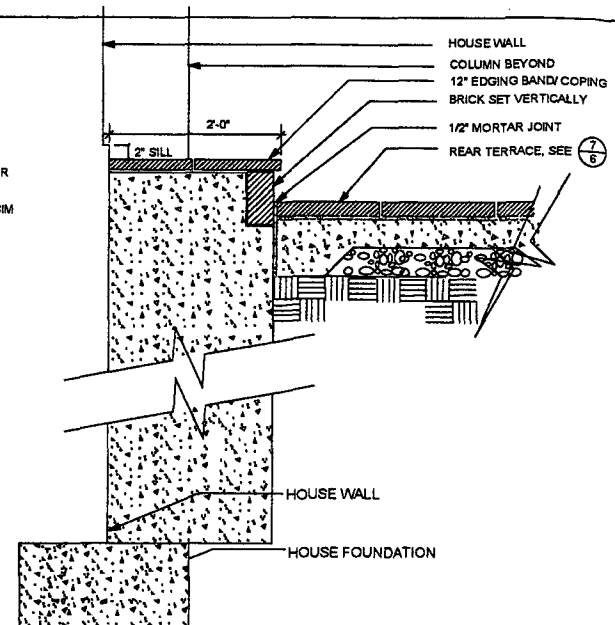 HOUSE WALL
COLUMN BEYOND
12" EDGING BAND/ COPING
BRICK SET VERTICALLY
2'-0"
1/2" MORTAR JOINT
2" SILL
REAR TERRACE, SEE 7/6
R
SIM
HOUSE WALL
HOUSE FOUNDATION